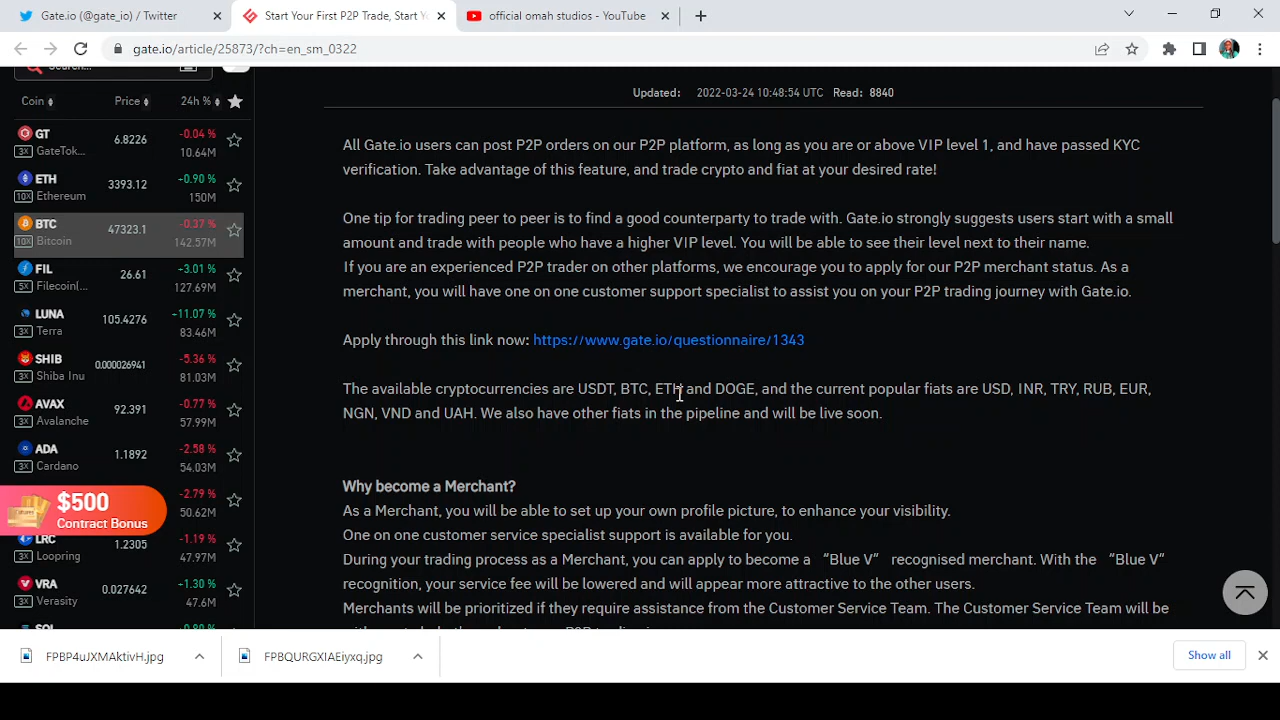 Gate.io (@gate_io) / Twitter
Start Your First P2P Trade, Start Y
official omah studios - YouTube
gate.io/article/25873/?ch=en_sm_0322
Search...
Coin Price 24h %
GT 6.8226 -0.04 %
3X GateTok... 10.64M
ETH 3393.12 +0.90 %
10X Ethereum 150M
BTC 47323.1 -0.37 %
10X Bitcoin 142.57M
FIL 26.61 +3.01 %
5X Filecoin(... 127.69M
LUNA 105.4276 +11.07 %
3X Terra 83.46M
SHIB 0.000026941 -5.36 %
3X Shiba Inu 81.03M
AVAX 92.391 -0.77 %
3X Avalanche 57.99M
ADA 1.1892 -2.58 %
3X Cardano 54.03M
-2.79 %
50.62M
$500
Contract Bonus
LRC 1.2305 -1.19 %
3X Loopring 47.97M
VRA 0.027642 +1.30 %
3X Verasity 47.6M
Updated: 2022-03-24 10:48:54 UTC Read: 8840
All Gate.io users can post P2P orders on our P2P platform, as long as you are or above VIP level 1, and have passed KYC
verification. Take advantage of this feature, and trade crypto and fiat at your desired rate!
One tip for trading peer to peer is to find a good counterparty to trade with. Gate.io strongly suggests users start with a small
amount and trade with people who have a higher VIP level. You will be able to see their level next to their name.
If you are an experienced P2P trader on other platforms, we encourage you to apply for our P2P merchant status. As a
merchant, you will have one on one customer support specialist to assist you on your P2P trading journey with Gate.io.
Apply through this link now: https://www.gate.io/questionnaire/1343
The available cryptocurrencies are USDT, BTC, ETH and DOGE, and the current popular fiats are USD, INR, TRY, RUB, EUR,
NGN, VND and UAH. We also have other fiats in the pipeline and will be live soon.
Why become a Merchant?
As a Merchant, you will be able to set up your own profile picture, to enhance your visibility.
One on one customer service specialist support is available for you.
During your trading process as a Merchant, you can apply to become a “Blue V” recognised merchant. With the “Blue V”
recognition, your service fee will be lowered and will appear more attractive to the other users.
Merchants will be prioritized if they require assistance from the Customer Service Team. The Customer Service Team will be
FPBP4uJXMAktivH.jpg
FPBQURGXIAEiyxq.jpg
Show all